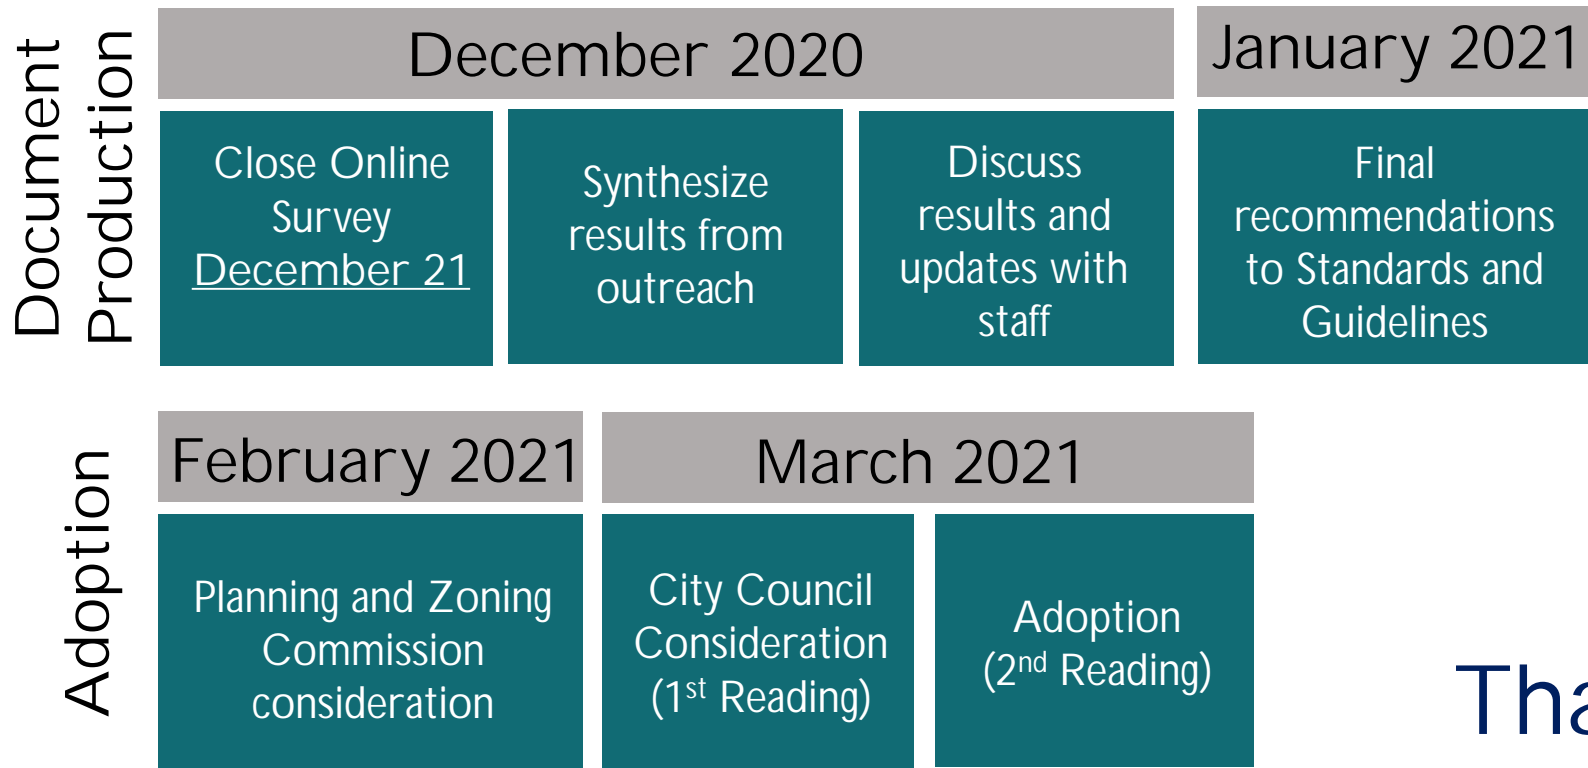 Document
Production
December 2020
January 2021
Close Online
Survey
December 21
Synthesize
results from
outreach
Discuss
results and
updates with
staff
Final
recommendations
to Standards and
Guidelines
Adoption
February 2021
March 2021
Planning and Zoning
Commission
consideration
City Council
Consideration
(1st Reading)
Adoption
(2nd Reading)